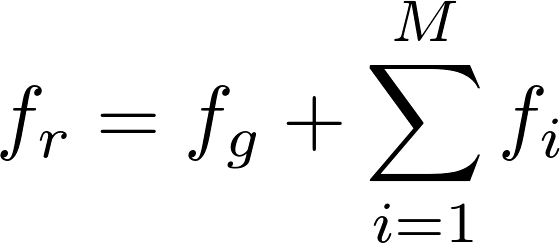 f_r = f_g + \sum_{i=1}^{M} f_i